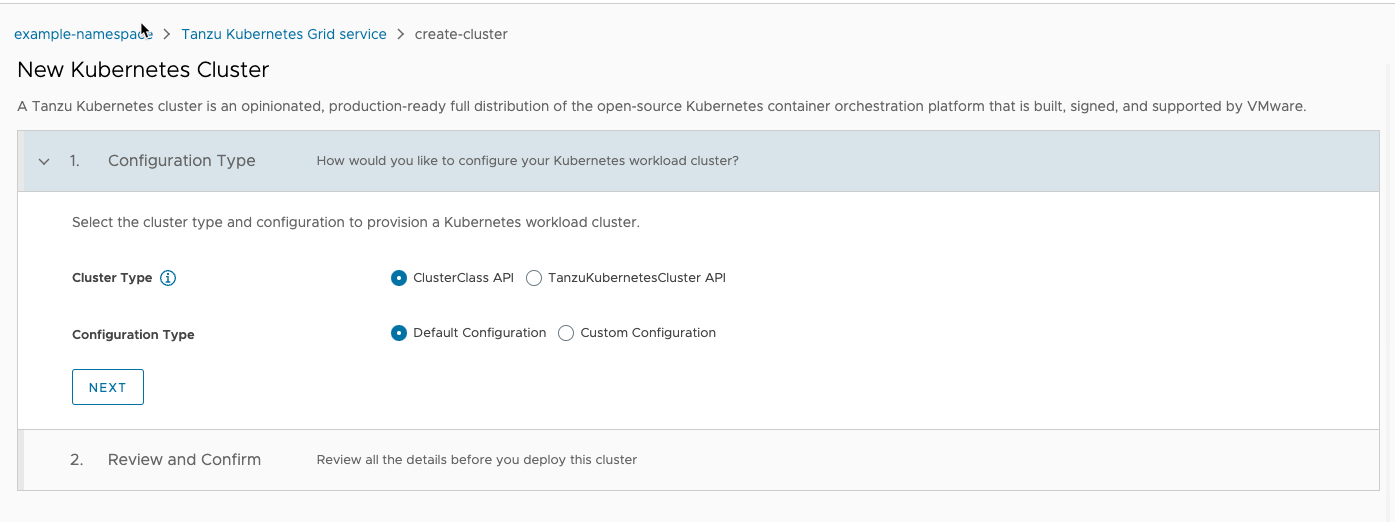 example-namespace > Tanzu Kubernetes Grid service > create-cluster
New Kubernetes Cluster
A Tanzu Kubernetes cluster is an opinionated, production-ready full distribution of the open-source Kubernetes container orchestration platform that is built, signed, and supported by VMware.
1. Configuration Type How would you like to configure your Kubernetes workload cluster?
Select the cluster type and configuration to provision a Kubernetes workload cluster.
Cluster Type ClusterClass API TanzuKubernetesCluster API
Configuration Type Default Configuration Custom Configuration
NEXT
2. Review and Confirm Review all the details before you deploy this cluster